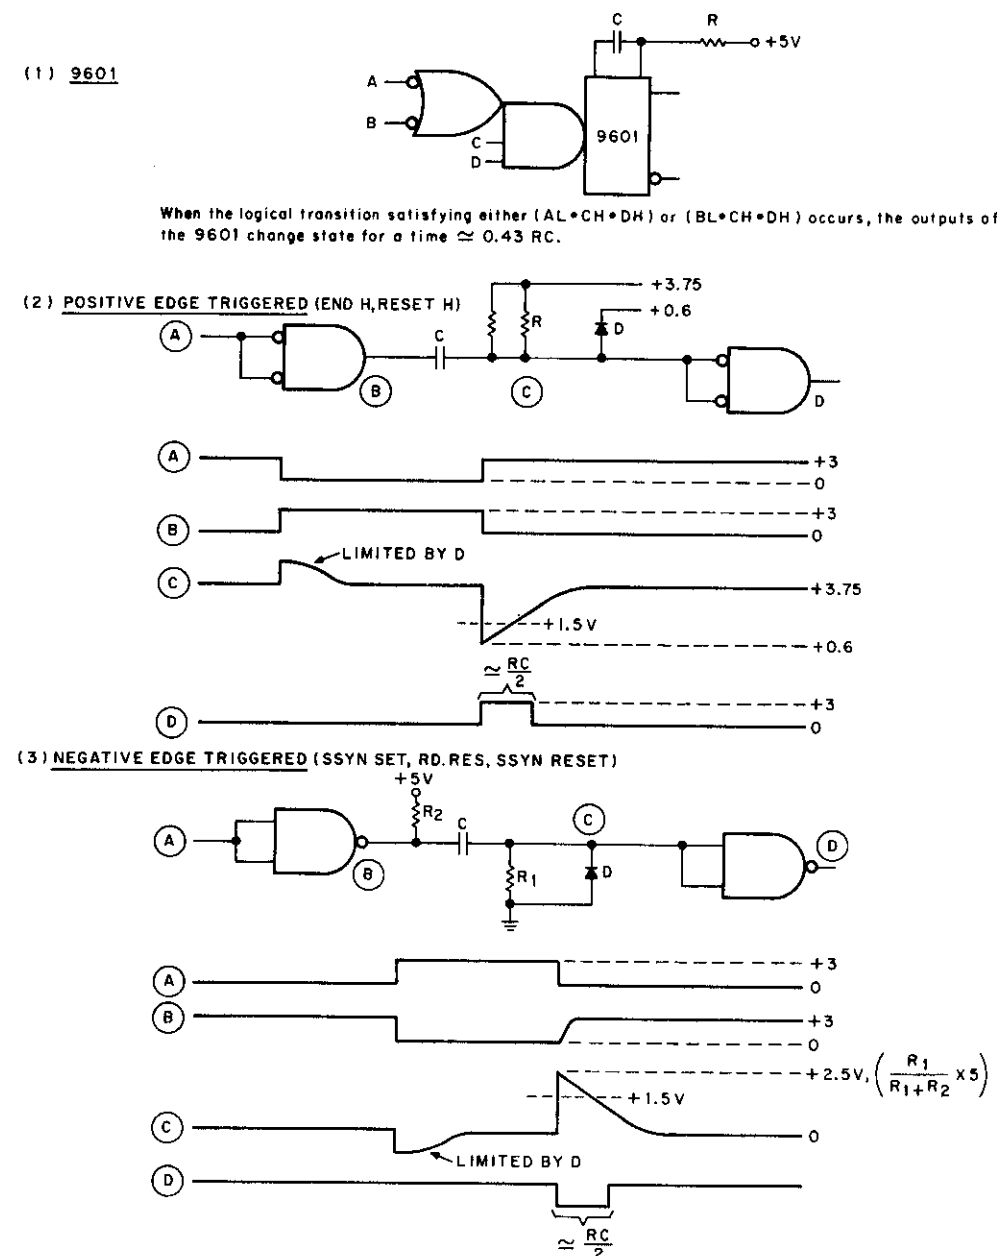 C R
+5V
(1) 9601
A
B
C
D
9601
When the logical transition satisfying either (AL•CH•DH) or (BL•CH•DH) occurs, the outputs of
the 9601 change state for a time ≃ 0.43 RC.
(2) POSITIVE EDGE TRIGGERED (END H, RESET H)
+3.75
+0.6
A
C
R
D
B
C
D
A
+3
0
B
+3
0
LIMITED BY D
C
+3.75
+1.5V
+0.6
≃ RC/2
D
+3
0
(3) NEGATIVE EDGE TRIGGERED (SSYN SET, RD. RES, SSYN RESET)
+5V
R2
C
C
A
B
R1
D
D
A
+3
0
B
+3
0
+2.5V, (R1/R1+R2 X5)
+1.5V
C
0
LIMITED BY D
D
≃ RC/2